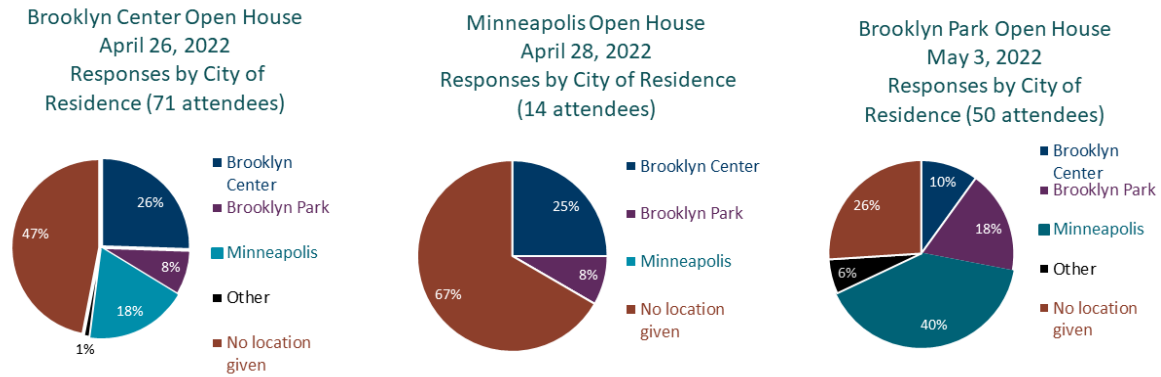 Brooklyn Center Open House
April 26, 2022
Responses by City of
Residence (71 attendees)
26%
8%
18%
1%
47%
Brooklyn
Center
Brooklyn Park
Minneapolis
Other
No location
given
Minneapolis Open House
April 28, 2022
Responses by City of Residence
(14 attendees)
25%
8%
67%
Brooklyn Center
Brooklyn Park
Minneapolis
No location
given
Brooklyn Park Open House
May 3, 2022
Responses by City of
Residence (50 attendees)
10%
18%
40%
6%
26%
Brooklyn
Center
Brooklyn Park
Minneapolis
Other
No location
given